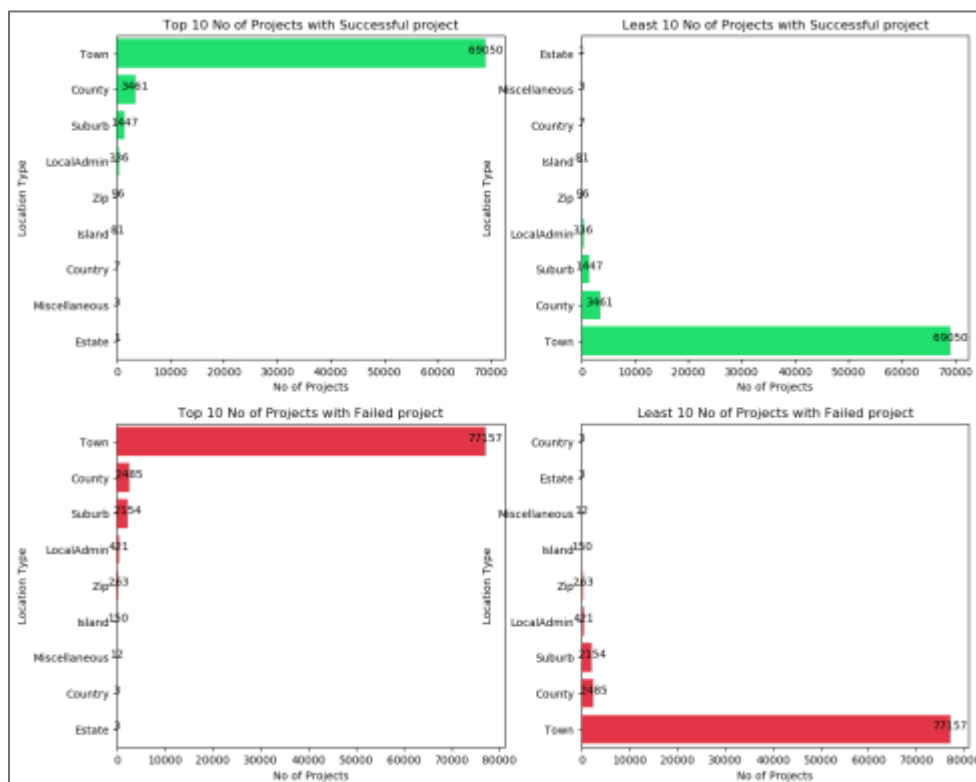 Top 10 No of Projects with Successful project
Location Type
Town 69050
County 3461
Suburb 1447
LocalAdmin 336
Zip 96
Island 81
Country 7
Miscellaneous 3
Estate 1
0 10000 20000 30000 40000 50000 60000 70000
No of Projects
Least 10 No of Projects with Successful project
Location Type
Estate 1
Miscellaneous 3
Country 7
Island 81
Zip 96
LocalAdmin 336
Suburb 1447
County 3461
Town 69050
0 10000 20000 30000 40000 50000 60000 70000
No of Projects
Top 10 No of Projects with Failed project
Location Type
Town 77157
County 2485
Suburb 2154
LocalAdmin 421
Zip 263
Island 150
Miscellaneous 12
Country 3
Estate 3
0 10000 20000 30000 40000 50000 60000 70000 80000
No of Projects
Least 10 No of Projects with Failed project
Location Type
Country 3
Estate 3
Miscellaneous 12
Island 150
Zip 263
LocalAdmin 421
Suburb 2154
County 2485
Town 77157
0 10000 20000 30000 40000 50000 60000 70000 80000
No of Projects